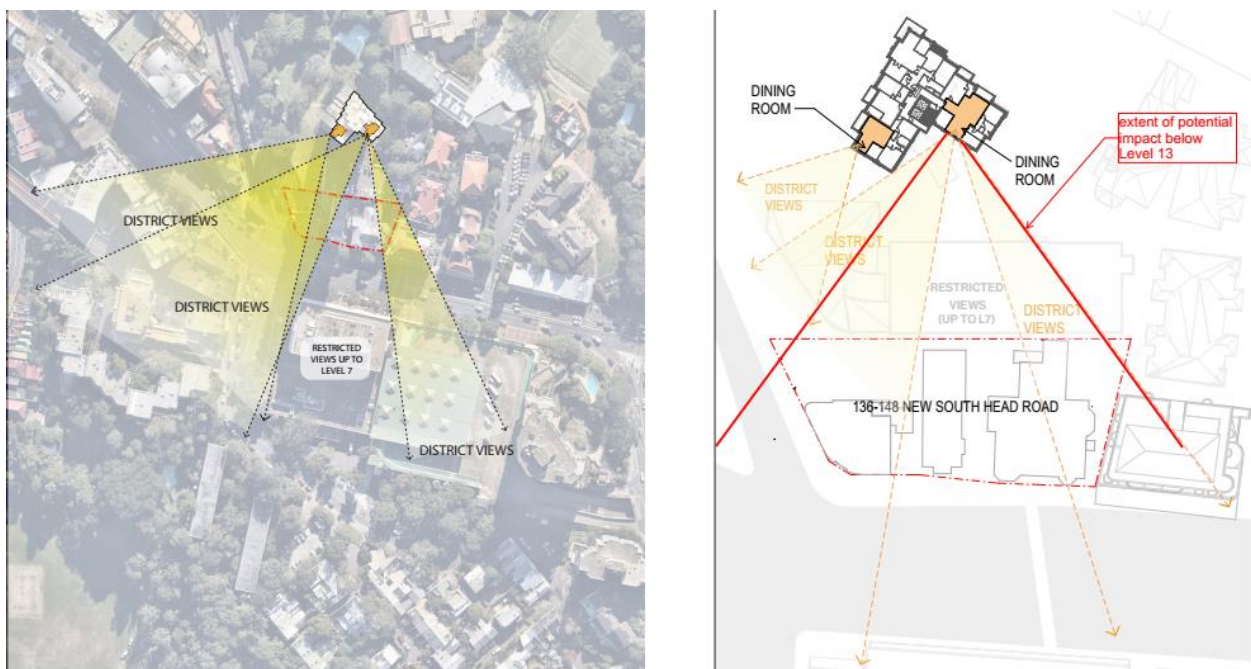 DISTRICT VIEWS
DISTRICT VIEWS
RESTRICTED
VIEWS UP TO
LEVEL 7
DISTRICT VIEWS
DINING
ROOM
extent of potential
impact below
Level 13
DINING
ROOM
DISTRICT
VIEWS
DISTRICT
VIEWS
RESTRICTED
VIEWS
(UP TO L7)
DISTRICT
VIEWS
136-148 NEW SOUTH HEAD ROAD